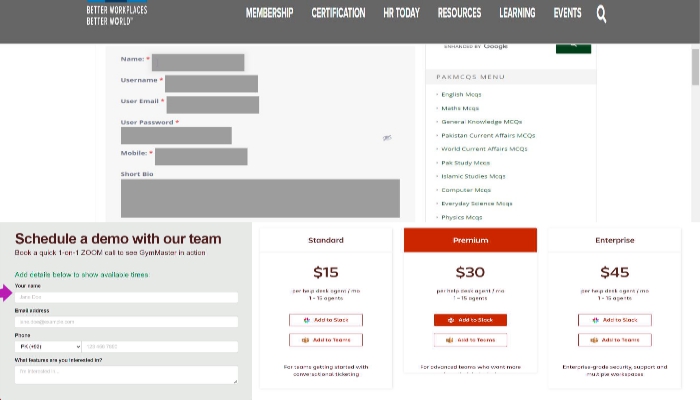 BETTER WORKPLACES
BETTER WORLD™
MEMBERSHIP CERTIFICATION HR TODAY RESOURCES LEARNING EVENTS
Name: *
Username *
User Email *
User Password *
Mobile: *
Short Bio
ENHANCED BY Google
PAKMCQS MENU
English Mcqs
Maths Mcqs
General Knowledge MCQs
Pakistan Current Affairs MCQs
World Current Affairs MCQs
Pak Study Mcqs
Islamic Studies Mcqs
Computer Mcqs
Everyday Science Mcqs
Physics Mcqs
Schedule a demo with our team
Book a quick 1-on-1 ZOOM call to see GymMaster in action
Add details below to show available times
Your name
Jane Doe
Email address
Phone
PK (+92)
What features are you interested in?
I'm interested in...
Standard
$15
per help desk agent / mo
1 - 15 agents
Add to Slack
Add to Teams
For teams getting started with
conversational ticketing
Premium
$30
per help desk agent / mo
1 - 15 agents
Add to Slack
Add to Teams
For advanced teams who want more
Enterprise
$45
per help desk agent / mo
1 - 15 agents
Add to Slack
Add to Teams
Enterprise-grade security, support and
multiple workspaces